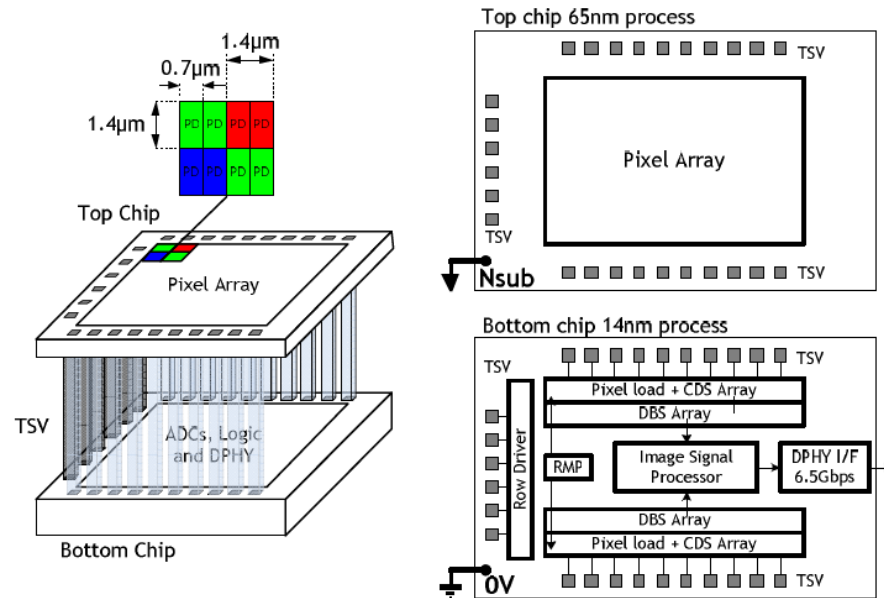 1.4μm
0.7μm
1.4μm
PD PD PD PD
PD PD PD PD
Top Chip
Pixel Array
TSV
ADCs, Logic
and DPHY
Bottom Chip
Top chip 65nm process
TSV
Pixel Array
TSV
Nsub
TSV
Bottom chip 14nm process
TSV
TSV
Pixel load + CDS Array
DBS Array
Row Driver
RMP
Image Signal
Processor
DPHY I/F
6.5Gbps
DBS Array
Pixel load + CDS Array
0V
TSV